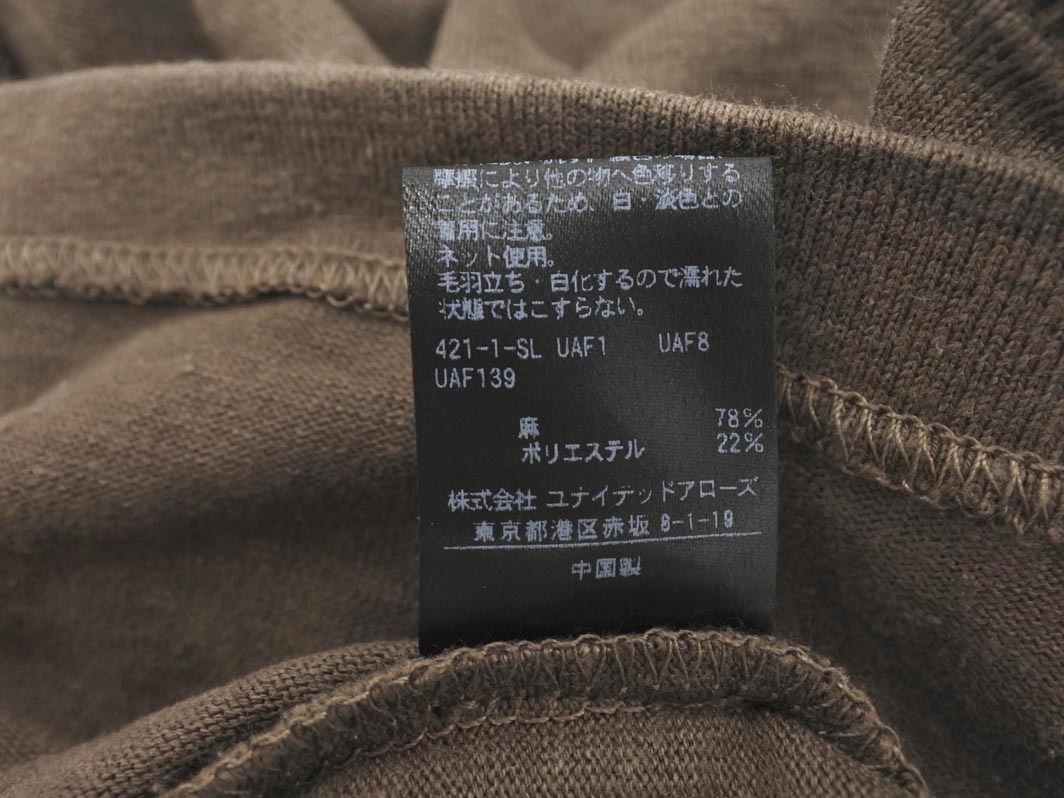 摩擦により他の物へ色移りする
ことがあるため、白・淡色との
着用に注意。
ネット使用。
毛羽立ち・白化するので濡れた
状態ではこすらない。
421-1-SL UAF1 UAF8
UAF139
麻 78%
ポリエステル 22%
株式会社 ユナイテッドアローズ
東京都港区赤坂 8-1-19
中国製